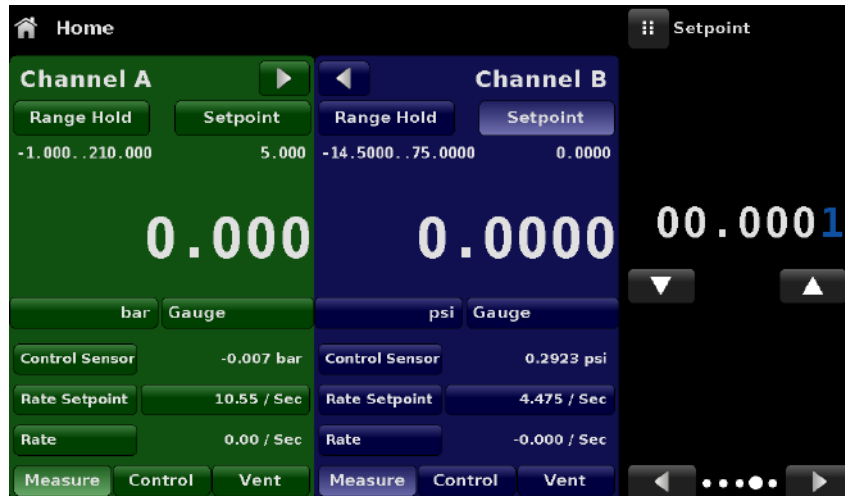 Home
Channel A
Range Hold Setpoint
-1.000..210.000 5.000
0.000
bar Gauge
Control Sensor -0.007 bar
Rate Setpoint 10.55 / Sec
Rate 0.00 / Sec
Measure Control Vent
Channel B
Range Hold Setpoint
-14.5000..75.0000 0.0000
0.0000
psi Gauge
Control Sensor 0.2923 psi
Rate Setpoint 4.475 / Sec
Rate -0.000 / Sec
Measure Control Vent
Setpoint
00.0001